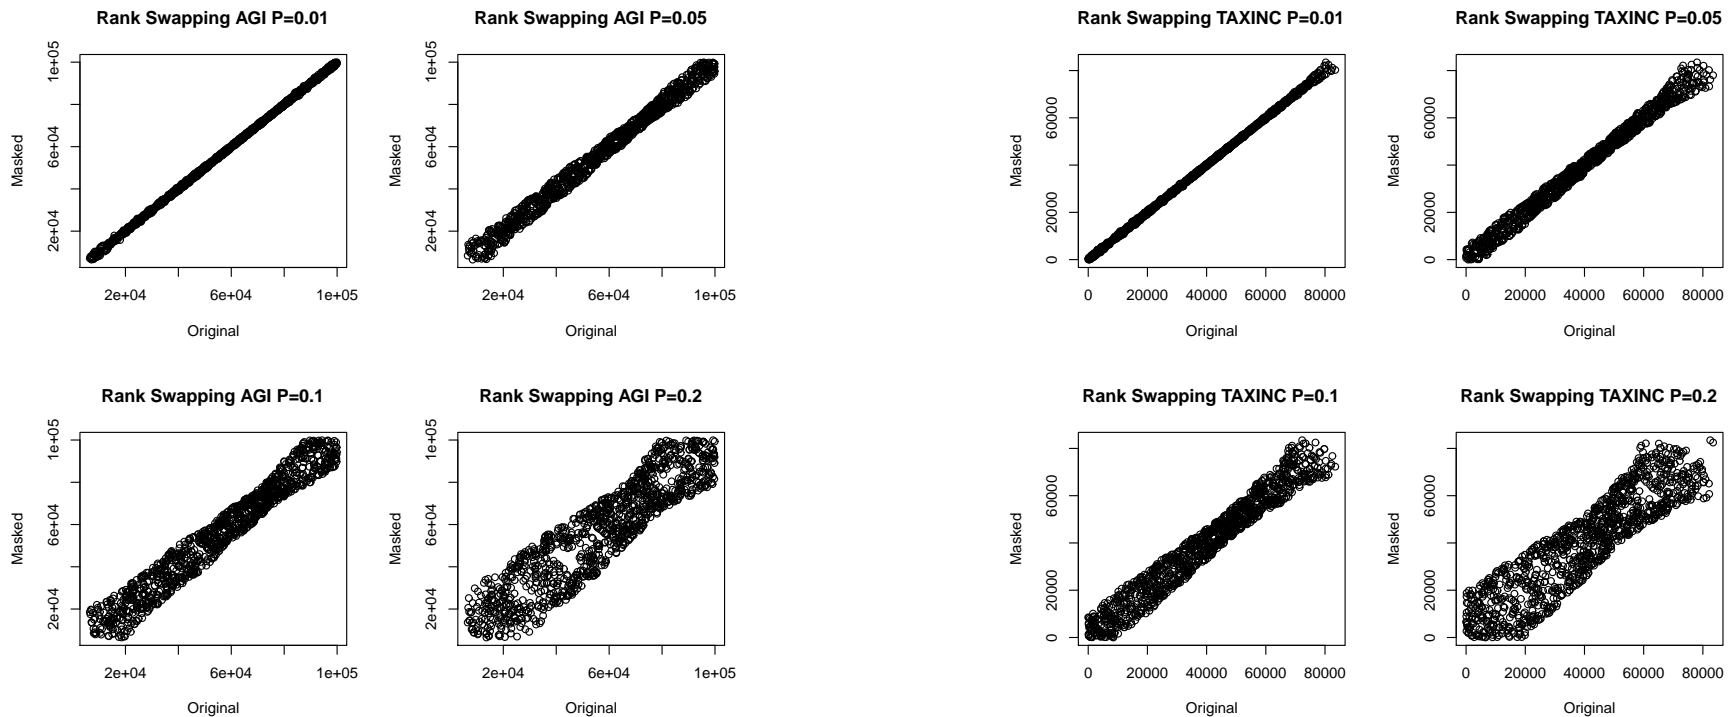 Rank Swapping AGI P=0.01
Masked
2e+04 6e+04 1e+05
2e+04 6e+04 1e+05
Original
Rank Swapping AGI P=0.05
Masked
2e+04 6e+04 1e+05
2e+04 6e+04 1e+05
Original
Rank Swapping TAXINC P=0.01
Masked
0 20000 60000
0 20000 40000 60000 80000
Original
Rank Swapping TAXINC P=0.05
Masked
0 20000 60000
0 20000 40000 60000 80000
Original
Rank Swapping AGI P=0.1
Masked
2e+04 6e+04 1e+05
2e+04 6e+04 1e+05
Original
Rank Swapping AGI P=0.2
Masked
2e+04 6e+04 1e+05
2e+04 6e+04 1e+05
Original
Rank Swapping TAXINC P=0.1
Masked
0 20000 60000
0 20000 40000 60000 80000
Original
Rank Swapping TAXINC P=0.2
Masked
0 20000 60000
0 20000 40000 60000 80000
Original